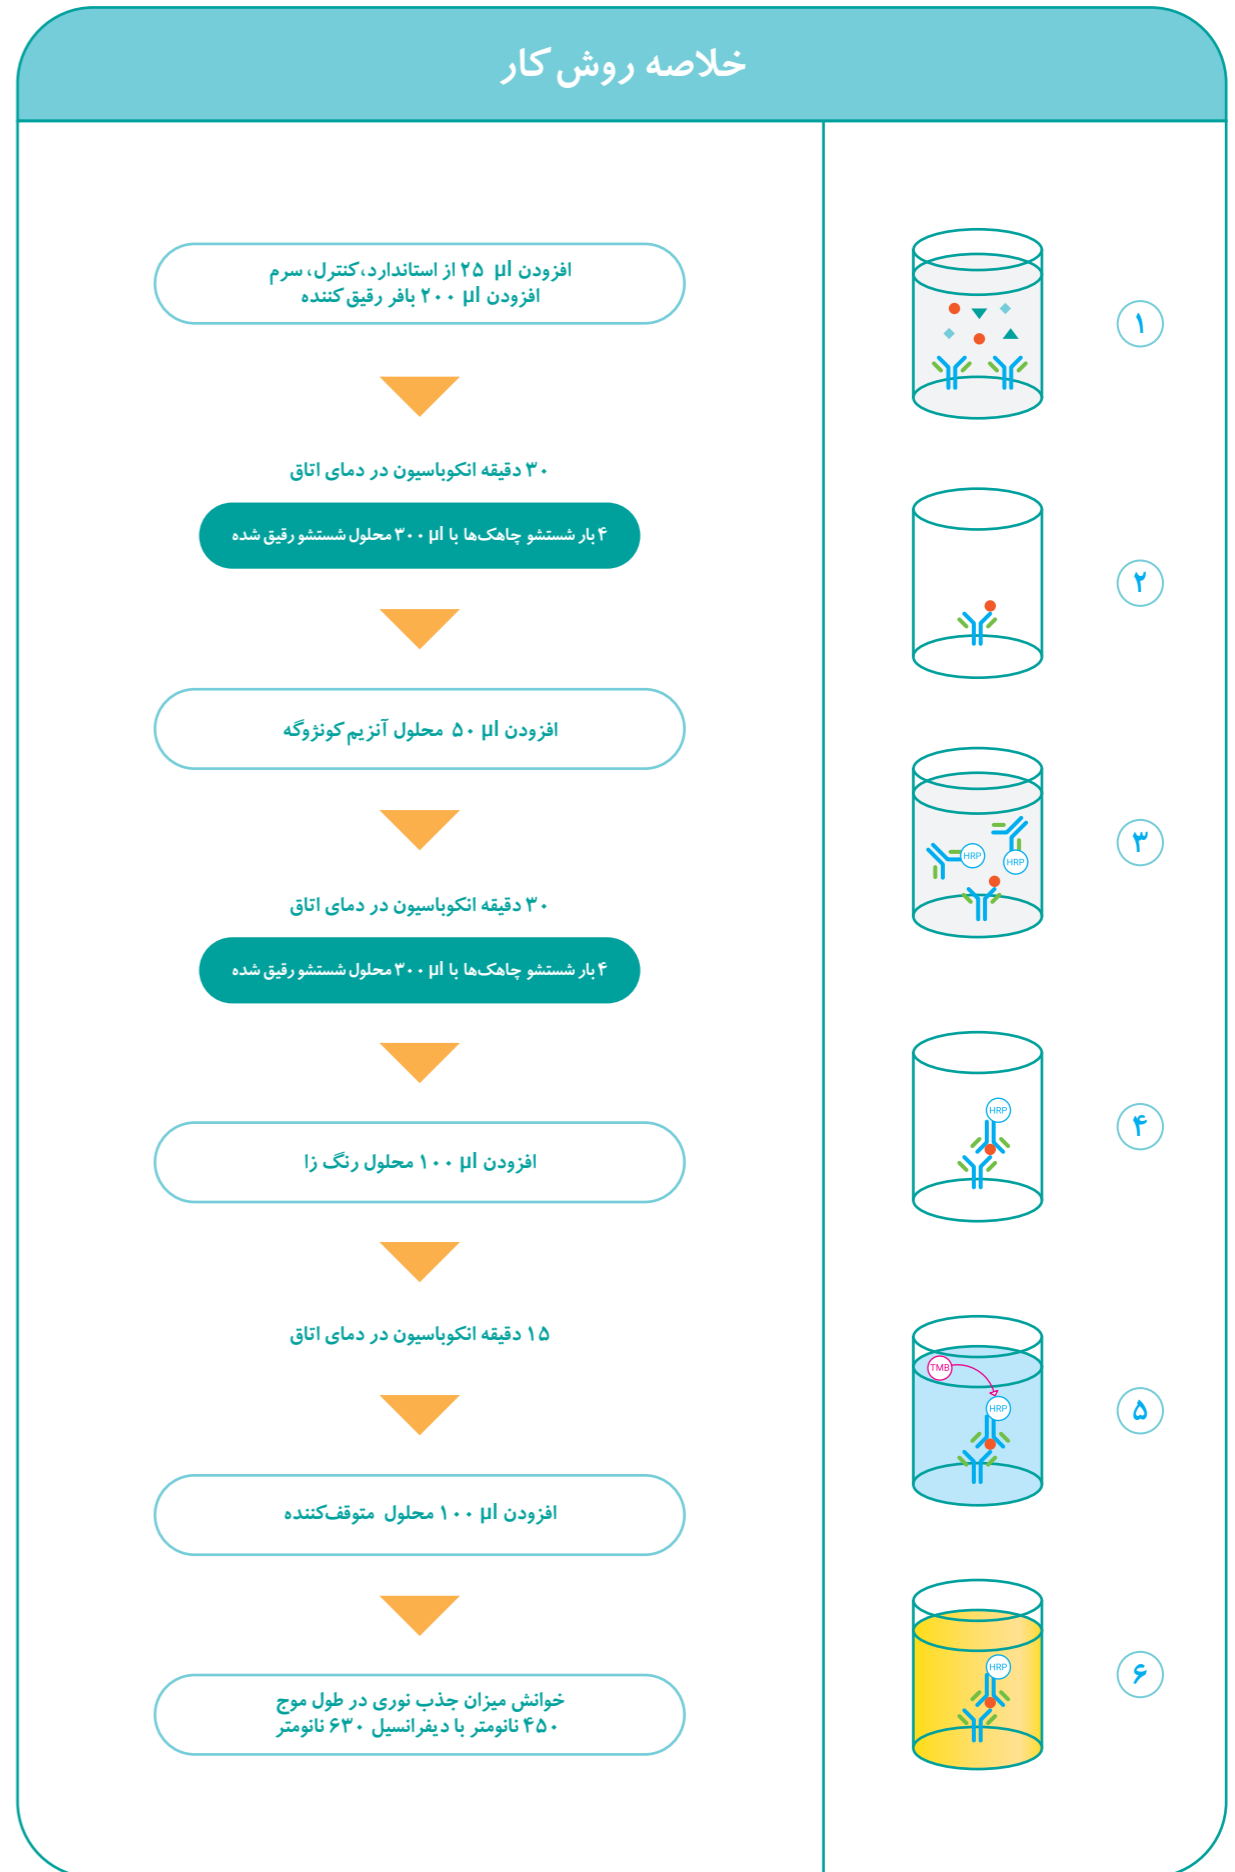 خلاصه روش کار
افزودن ۲۵ µl از استاندارد، کنترل، سرم
افزودن ۲۰۰ µl بافر رقیق کننده
۱
۳۰ دقیقه انکوباسیون در دمای اتاق
۴ بار شستشو چاهک‌ها با ۳۰۰ µl محلول شستشو رقیق شده
۲
افزودن ۵۰ µl محلول آنزیم کونژوگه
HRP
HRP
۳
۳۰ دقیقه انکوباسیون در دمای اتاق
۴ بار شستشو چاهک‌ها با ۳۰۰ µl محلول شستشو رقیق شده
HRP
۴
افزودن ۱۰۰ µl محلول رنگ زا
۱۵ دقیقه انکوباسیون در دمای اتاق
TMB
HRP
۵
افزودن ۱۰۰ µl محلول متوقف‌کننده
HRP
۶
خوانش میزان جذب نوری در طول موج
۴۵۰ نانومتر با دیفرانسیل ۶۳۰ نانومتر